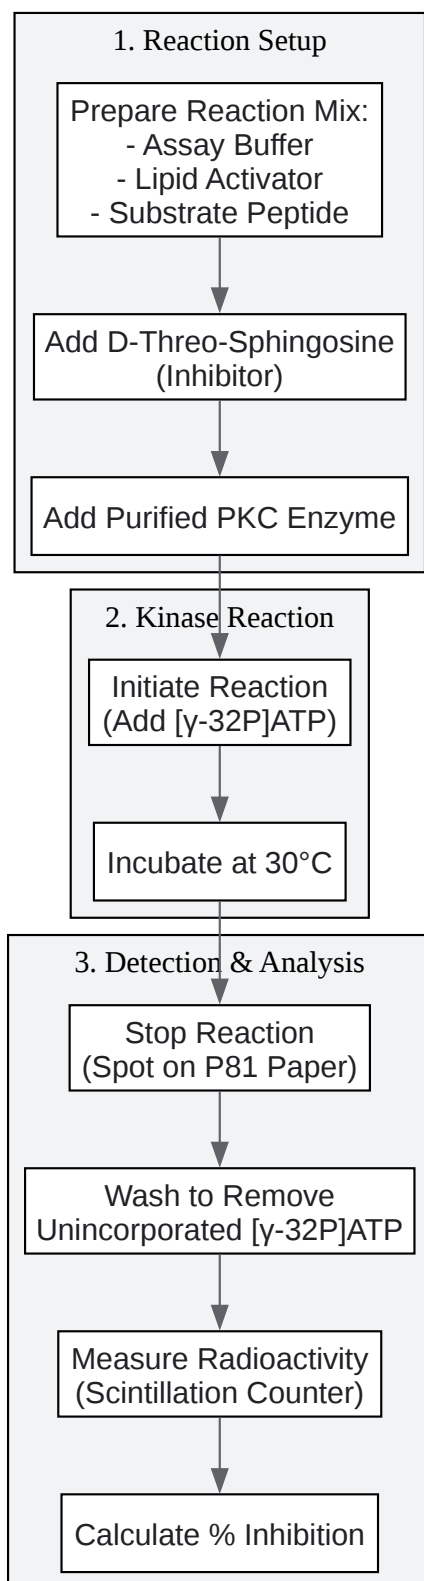 1. Reaction Setup
Prepare Reaction Mix:
- Assay Buffer
- Lipid Activator
- Substrate Peptide
Add D-Threo-Sphingosine
(Inhibitor)
Add Purified PKC Enzyme
2. Kinase Reaction
Initiate Reaction
(Add [γ-32P]ATP)
Incubate at 30°C
3. Detection & Analysis
Stop Reaction
(Spot on P81 Paper)
Wash to Remove
Unincorporated [γ-32P]ATP
Measure Radioactivity
(Scintillation Counter)
Calculate % Inhibition